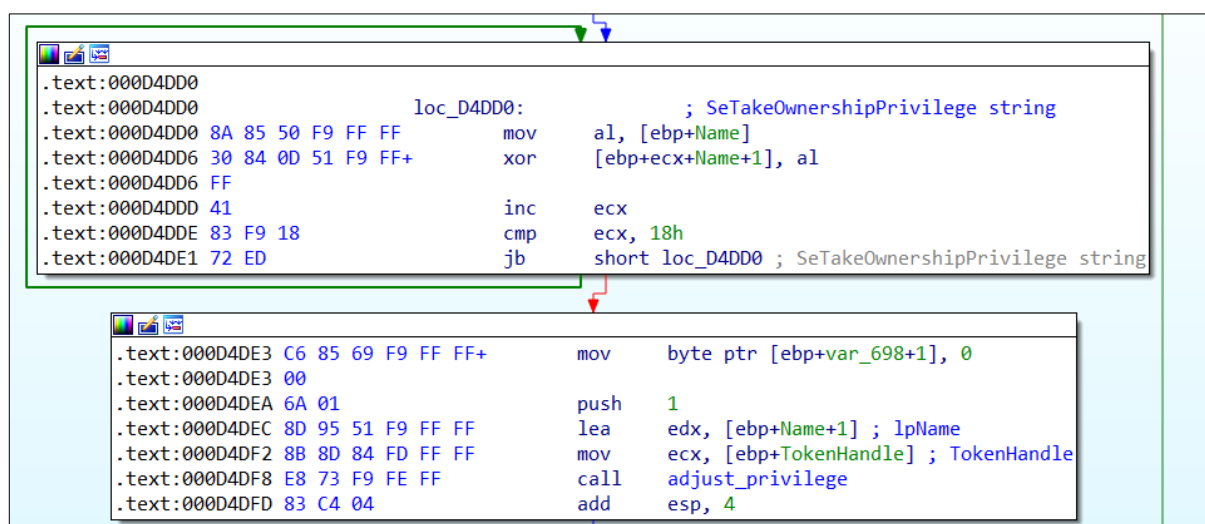 .text:000D4DD0
.text:000D4DD0 loc_D4DD0: ; SeTakeOwnershipPrivilege string
.text:000D4DD0 8A 85 50 F9 FF FF mov al, [ebp+Name]
.text:000D4DD6 30 84 0D 51 F9 FF+ xor [ebp+ecx+Name+1], al
.text:000D4DD6 FF
.text:000D4DDD 41 inc ecx
.text:000D4DDE 83 F9 18 cmp ecx, 18h
.text:000D4DE1 72 ED jb short loc_D4DD0 ; SeTakeOwnershipPrivilege string
.text:000D4DE3 C6 85 69 F9 FF FF+ mov byte ptr [ebp+var_698+1], 0
.text:000D4DE3 00
.text:000D4DEA 6A 01 push 1
.text:000D4DEC 8D 95 51 F9 FF FF lea edx, [ebp+Name+1] ; lpName
.text:000D4DF2 8B 8D 84 FD FF FF mov ecx, [ebp+TokenHandle] ; TokenHandle
.text:000D4DF8 E8 73 F9 FE FF call adjust_privilege
.text:000D4DFD 83 C4 04 add esp, 4